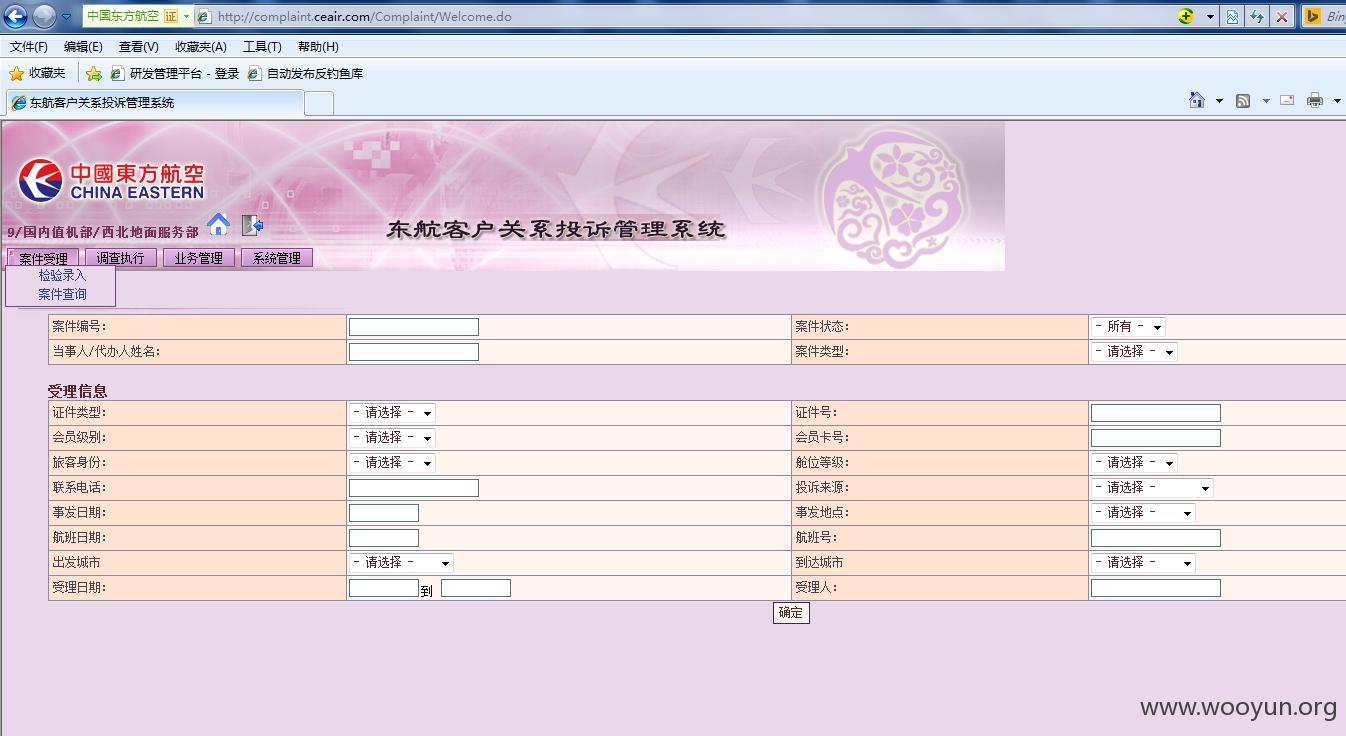 中国东方航空 证 http://complaint.ceair.com/Complaint/Welcome.do Bing
文件(F) 编辑(E) 查看(V) 收藏夹(A) 工具(T) 帮助(H)
收藏夹 研发管理平台 - 登录 自动发布反钓鱼库
东航客户关系投诉管理系统
中國東方航空
CHINA EASTERN
9/国内值机部/西北地面服务部
东航客户关系投诉管理系统
案件受理 调查执行 业务管理 系统管理
检验录入
案件查询
案件编号: 案件状态: - 所有 -
当事人/代办人姓名: 案件类型: - 请选择 -
受理信息
证件类型: - 请选择 - 证件号:
会员级别: - 请选择 - 会员卡号:
旅客身份: - 请选择 - 舱位等级: - 请选择 -
联系电话: 投诉来源: - 请选择 -
事发日期: 事发地点: - 请选择 -
航班日期: 航班号:
出发城市 - 请选择 - 到达城市 - 请选择 -
受理日期: 到 受理人:
确定
www.wooyun.org